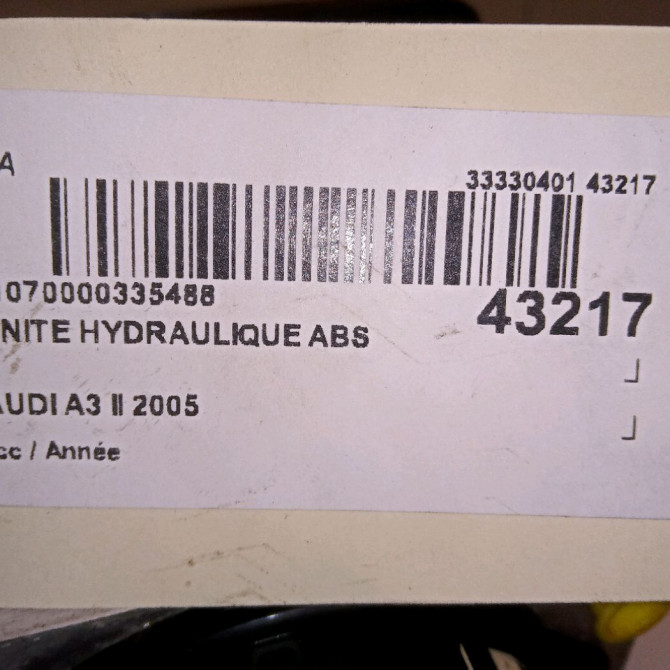 A
33330401 43217
070000335488
43217
NITE HYDRAULIQUE ABS
AUDI A3 II 2005
cc / Année